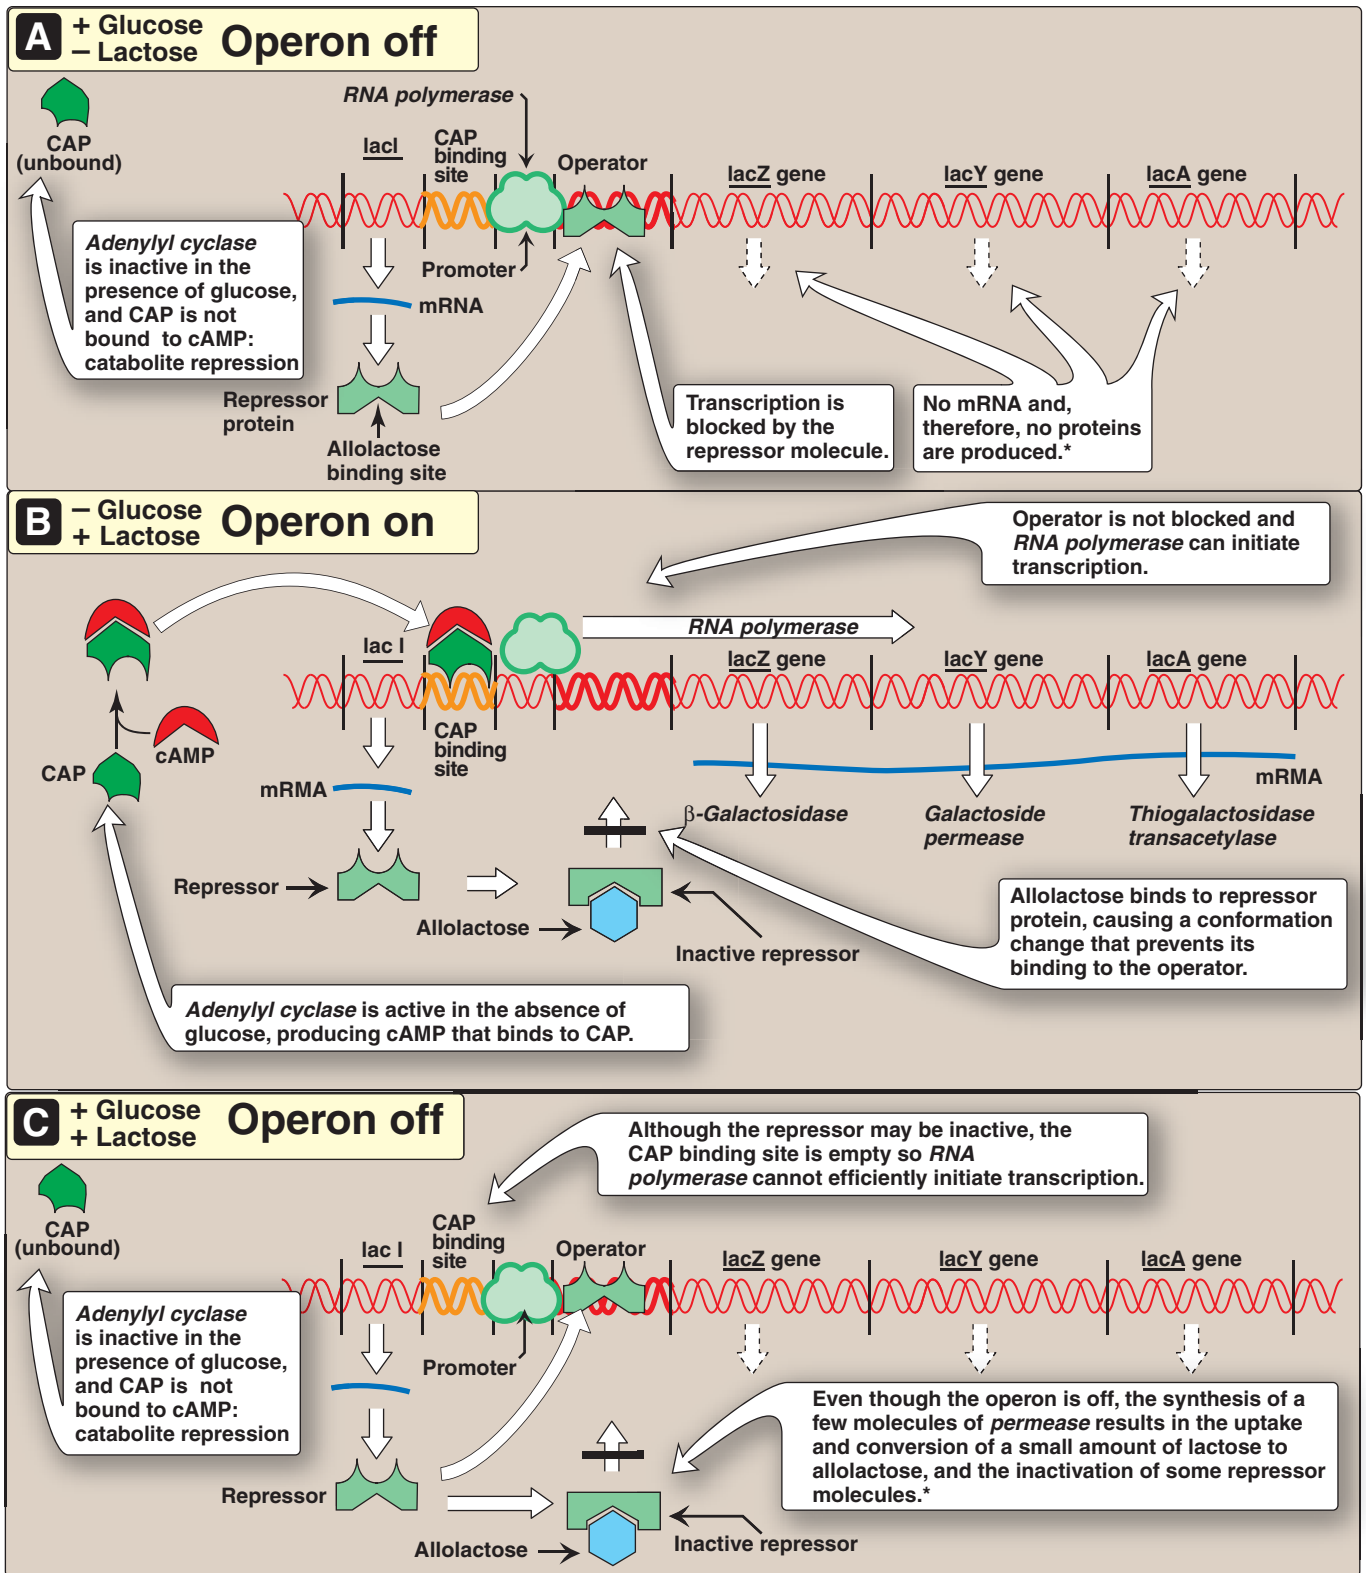 A
+ Glucose
– Lactose
Operon off
CAP
(unbound)
RNA polymerase
lacI
CAP
binding
site
Operator
lacZ gene
lacY gene
lacA gene
Adenylyl cyclase
is inactive in the
presence of glucose,
and CAP is not
bound to cAMP:
catabolite repression
Promoter
mRNA
Repressor
protein
Allolactose
binding site
Transcription is
blocked by the
repressor molecule.
No mRNA and,
therefore, no proteins
are produced.*
B
– Glucose
+ Lactose
Operon on
Operator is not blocked and
RNA polymerase can initiate
transcription.
RNA polymerase
lac I
lacZ gene
lacY gene
lacA gene
CAP
binding
site
cAMP
CAP
mRMA
mRMA
β-Galactosidase
Galactoside
permease
Thiogalactosidase
transacetylase
Repressor
Allolactose
Inactive repressor
Allolactose binds to repressor
protein, causing a conformation
change that prevents its
binding to the operator.
Adenylyl cyclase is active in the absence of
glucose, producing cAMP that binds to CAP.
C
+ Glucose
+ Lactose
Operon off
Although the repressor may be inactive, the
CAP binding site is empty so RNA
polymerase cannot efficiently initiate transcription.
CAP
(unbound)
lac I
CAP
binding
site
Operator
lacZ gene
lacY gene
lacA gene
Adenylyl cyclase
is inactive in the
presence of glucose,
and CAP is not
bound to cAMP:
catabolite repression
Promoter
Even though the operon is off, the synthesis of a
few molecules of permease results in the uptake
and conversion of a small amount of lactose to
allolactose, and the inactivation of some repressor
molecules.*
Repressor
Allolactose
Inactive repressor